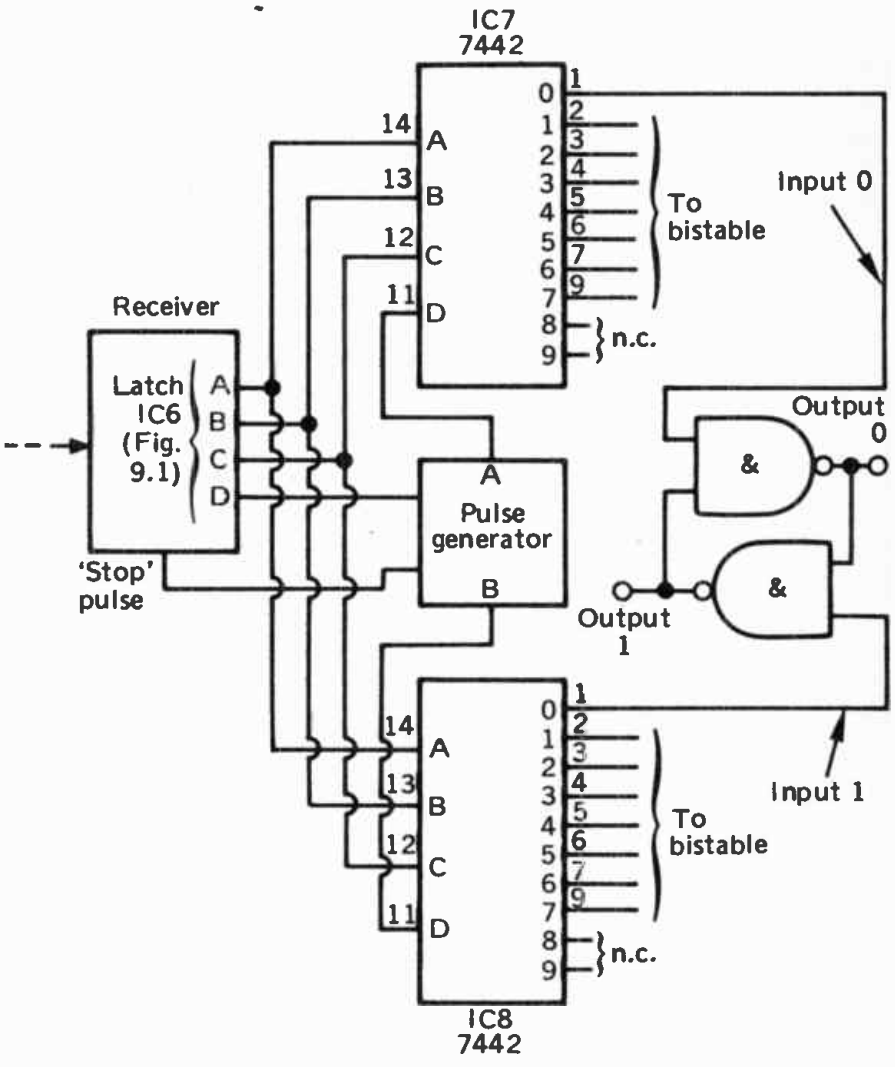 IC7
7442
14
A
13
B
12
C
11
D
0
1
1
2
2
3
3
4
4
5
5
6
6
7
7
9
8
9
n.c.
To
bistable
Input 0
Receiver
Latch
IC6
(Fig.
9.1)
A
B
C
D
'Stop'
pulse
A
Pulse
generator
B
Output
0
&
&
Output
1
Input 1
14
A
13
B
12
C
11
D
0
1
1
2
2
3
3
4
4
5
5
6
6
7
7
9
8
9
n.c.
To
bistable
IC8
7442